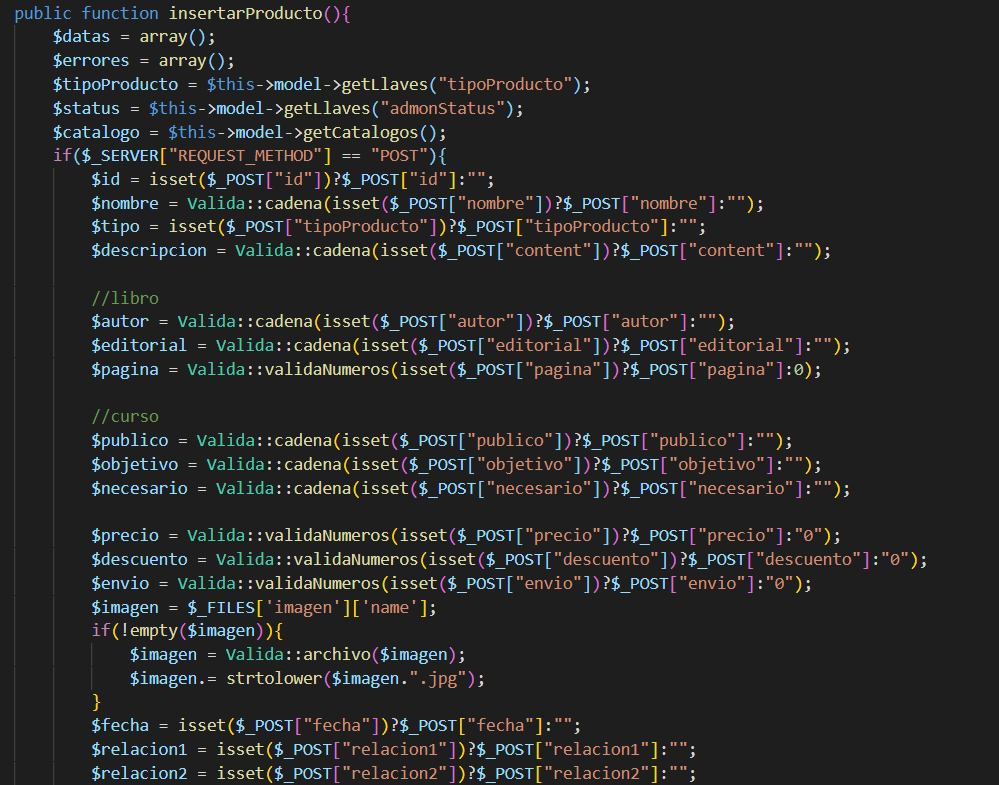 public function insertarProducto(){
$datas = array();
$errores = array();
$tipoProducto = $this->model->getLlaves("tipoProducto");
$status = $this->model->getLlaves("admonStatus");
$catalogo = $this->model->getCatalogos();
if($_SERVER["REQUEST_METHOD"] == "POST"){
$id = isset($_POST["id"])?$_POST["id"]:"";
$nombre = Valida::cadena(isset($_POST["nombre"])?$_POST["nombre"]:"");
$tipo = isset($_POST["tipoProducto"])?$_POST["tipoProducto"]:"";
$descripcion = Valida::cadena(isset($_POST["content"])?$_POST["content"]:"");
//libro
$autor = Valida::cadena(isset($_POST["autor"])?$_POST["autor"]:"");
$editorial = Valida::cadena(isset($_POST["editorial"])?$_POST["editorial"]:"");
$pagina = Valida::validaNumeros(isset($_POST["pagina"])?$_POST["pagina"]:0);
//curso
$publico = Valida::cadena(isset($_POST["publico"])?$_POST["publico"]:"");
$objetivo = Valida::cadena(isset($_POST["objetivo"])?$_POST["objetivo"]:"");
$necesario = Valida::cadena(isset($_POST["necesario"])?$_POST["necesario"]:"");
$precio = Valida::validaNumeros(isset($_POST["precio"])?$_POST["precio"]:"0");
$descuento = Valida::validaNumeros(isset($_POST["descuento"])?$_POST["descuento"]:"0");
$envio = Valida::validaNumeros(isset($_POST["envio"])?$_POST["envio"]:"0");
$imagen = $_FILES['imagen']['name'];
if(!empty($imagen)){
$imagen = Valida::archivo($imagen);
$imagen.= strtolower($imagen.".jpg");
}
$fecha = isset($_POST["fecha"])?$_POST["fecha"]:"";
$relacion1 = isset($_POST["relacion1"])?$_POST["relacion1"]:"";
$relacion2 = isset($_POST["relacion2"])?$_POST["relacion2"]:"";